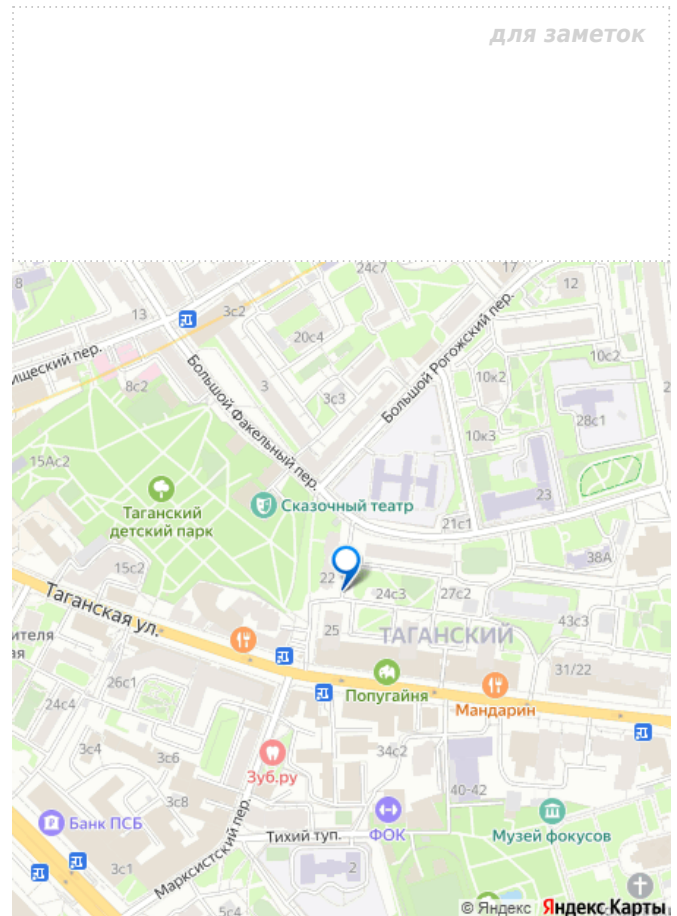 для заметок
24с7
17
8
12
13
3с2
20с4
10с2
ищеский пер.
Большой Рогожский пер.
8с2
3
3с3
10к2
Большой Факельный пер.
28с1
10к3
15Ас2
23
Таганский
детский парк
Сказочный театр
21с1
38А
15с2
22
24с3
27с2
Таганская ул.
43с3
25
ТАГАНСКИЙ
ителя
ая
31/22
26с1
Попугайня
Мандарин
24с4
3с4
3с6
Зуб.ру
34с2
40-42
3с8
Банк ПСБ
Марксистский пер.
Тихий туп.
ФОК
Музей фокусов
3с1
2
5с4
© Яндекс Яндекс Карты